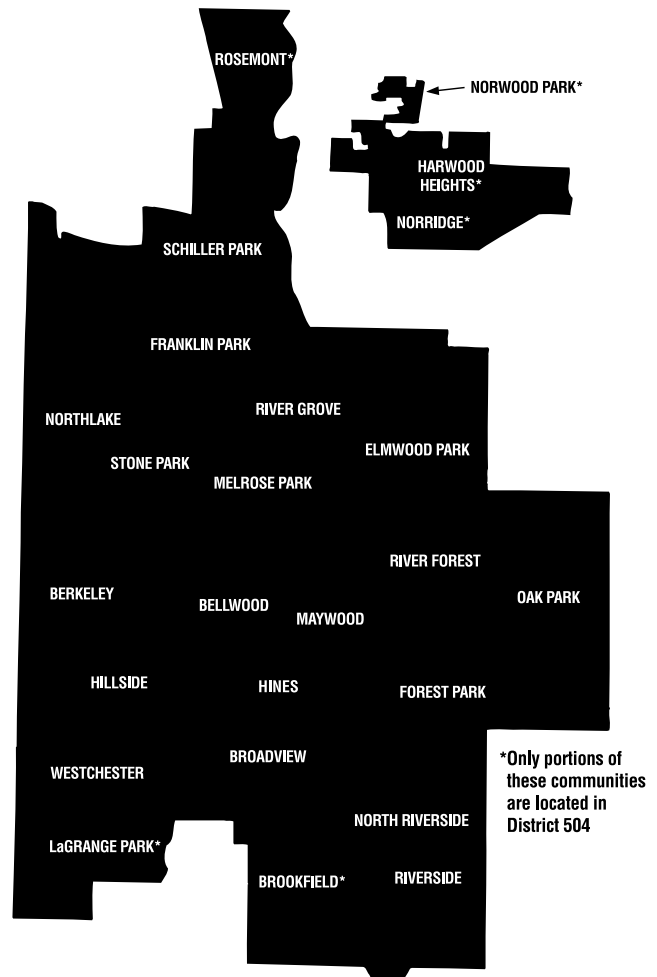 ROSEMONT*
NORWOOD PARK*
HARWOOD
HEIGHTS*
NORRIDGE*
SCHILLER PARK
FRANKLIN PARK
RIVER GROVE
NORTHLAKE
ELMWOOD PARK
STONE PARK
MELROSE PARK
RIVER FOREST
BERKELEY
OAK PARK
BELLWOOD
MAYWOOD
HILLSIDE
HINES
FOREST PARK
BROADVIEW
WESTCHESTER
*Only portions of
these communities
are located in
District 504
NORTH RIVERSIDE
LaGRANGE PARK*
BROOKFIELD*
RIVERSIDE